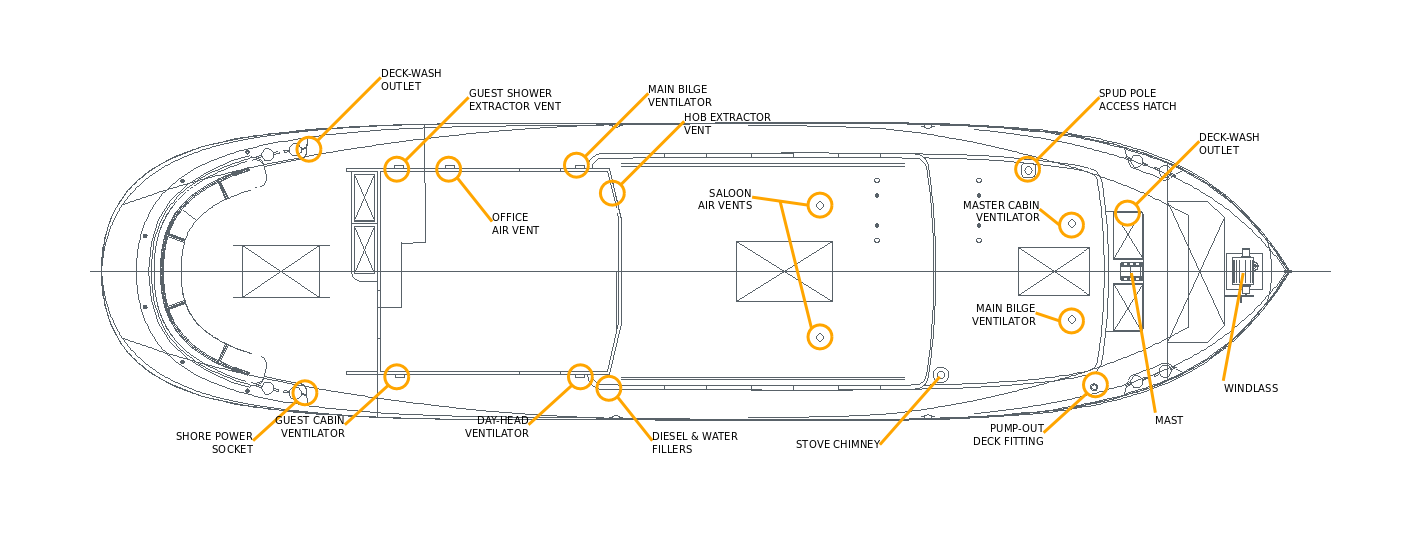 DECK-WASH
OUTLET
GUEST SHOWER
EXTRACTOR VENT
MAIN BILGE
VENTILATOR
HOB EXTRACTOR
VENT
SPUD POLE
ACCESS HATCH
DECK-WASH
OUTLET
SALOON
AIR VENTS
MASTER CABIN
VENTILATOR
OFFICE
AIR VENT
MAIN BILGE
VENTILATOR
WINDLASS
MAST
GUEST CABIN
VENTILATOR
SHORE POWER
SOCKET
DAY-HEAD
VENTILATOR
DIESEL & WATER
FILLERS
STOVE CHIMNEY
PUMP-OUT
DECK FITTING